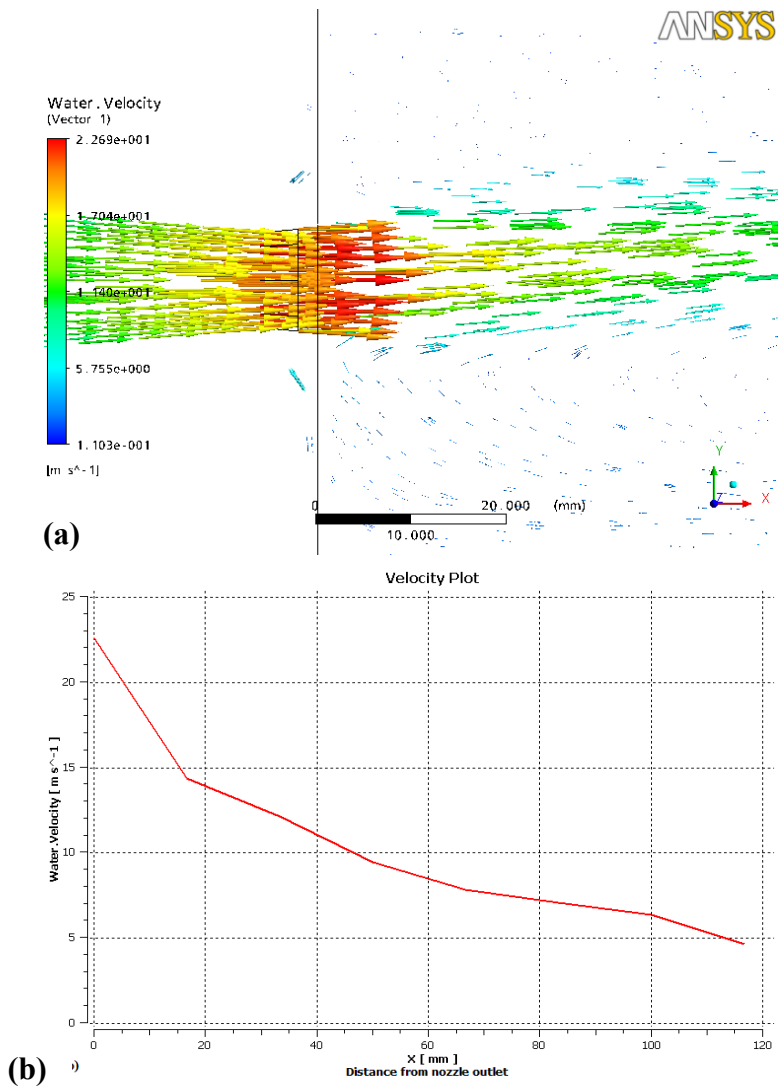 ANSYS
Water.Velocity
(Vector 1)
2.269e+001
1.704e+001
1.140e+001
5.755e+000
1.103e-001
[m s^-1]
Y
Z
X
0
20.000 (mm)
10.000
(a)
Velocity Plot
25
20
15
10
5
0
Water.Velocity [ m s^-1 ]
0 20 40 60 80 100 120
X [ mm ]
Distance from nozzle outlet
(b)